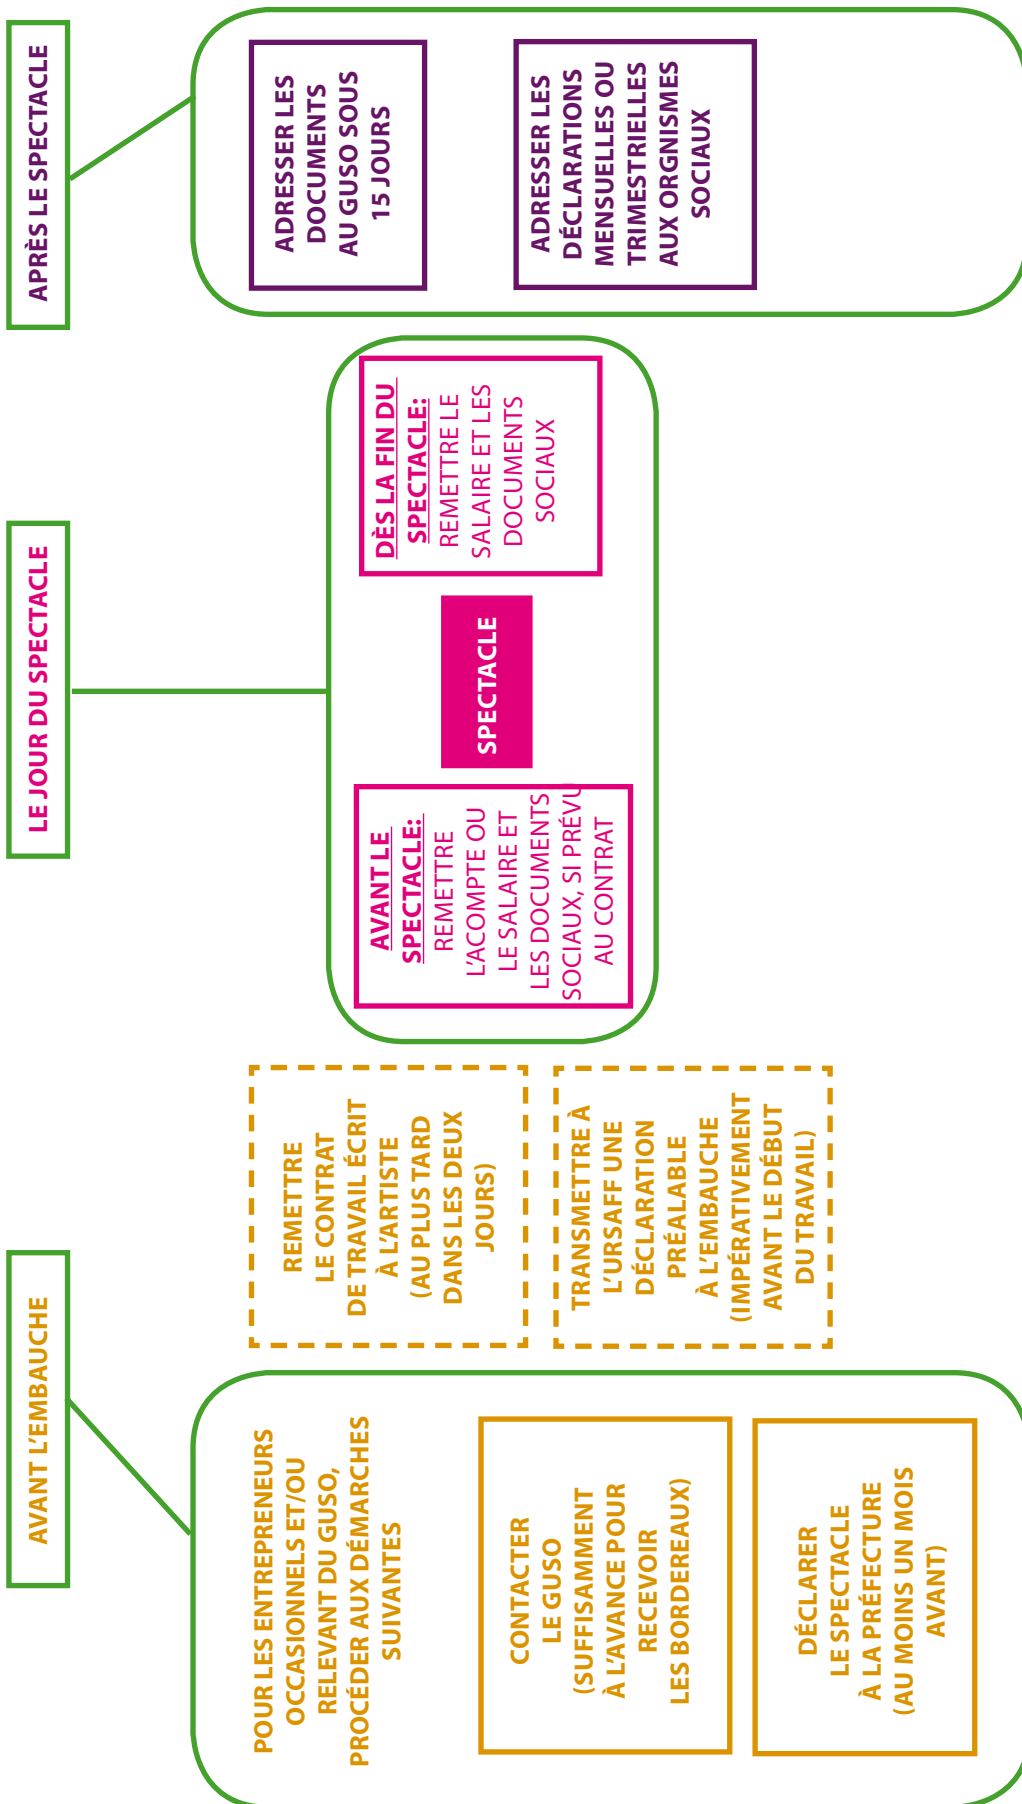 AVANT L'EMBAUCHE
POUR LES ENTREPRENEURS
OCCASIONNELS ET/OU
RELEVANT DU GUSO,
PROCÉDER AUX DÉMARCHES
SUIVANTES
CONTACTER
LE GUSO
(SUFFISAMMENT
À L'AVANCE POUR
RECEVOIR
LES BORDEREAUX)
DÉCLARER
LE SPECTACLE
À LA PRÉFECTURE
(AU MOINS UN MOIS
AVANT)
REMETTRE
LE CONTRAT
DE TRAVAIL ÉCRIT
À L'ARTISTE
(AU PLUS TARD
DANS LES DEUX
JOURS)
TRANSMETTRE À
L'URSAFF UNE
DÉCLARATION
PRÉALABLE
À L'EMBAUCHE
(IMPÉRATIVEMENT
AVANT LE DÉBUT
DU TRAVAIL)
LE JOUR DU SPECTACLE
AVANT LE
SPECTACLE:
REMETTRE
L'ACOMPTE OU
LE SALAIRE ET
LES DOCUMENTS
SOCIAUX, SI PRÉVU
AU CONTRAT
SPECTACLE
DÈS LA FIN DU
SPECTACLE:
REMETTRE LE
SALAIRE ET LES
DOCUMENTS
SOCIAUX
APRÈS LE SPECTACLE
ADRESSER LES
DOCUMENTS
AU GUSO SOUS
15 JOURS
ADRESSER LES
DÉCLARATIONS
MENSUELLES OU
TRIMESTRIELLES
AUX ORGNISMES
SOCIAUX